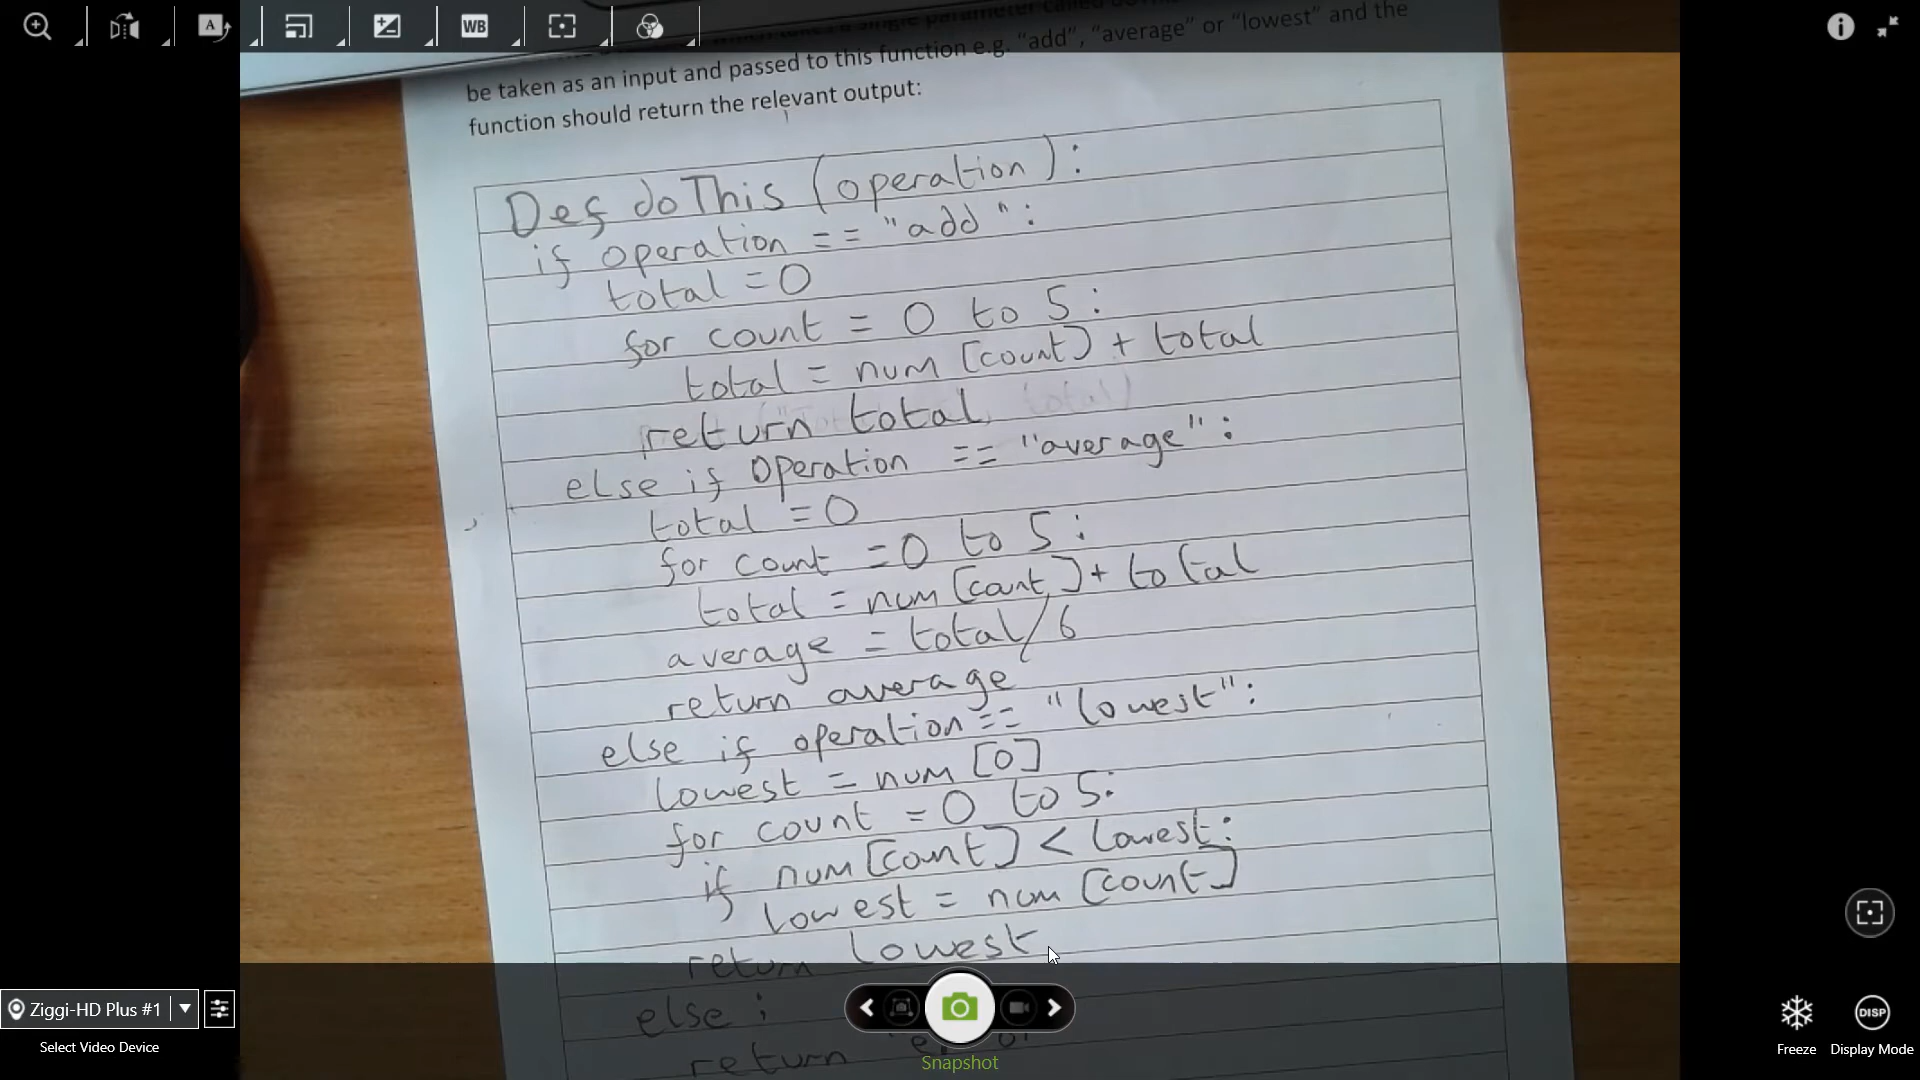 WB
a single parameter called
be taken as an input and passed to this function e.g. "add", "average" or "lowest" and the
function should return the relevant output:
Def doThis (operation):
if operation == "add":
total = 0
for count = 0 to 5:
total = num [count] + total
return total
else if Operation == "average":
total = 0
for count = 0 to 5:
total = num [count] + total
average = total/6
return average
else if operation == "lowest":
lowest = num [0]
for count = 0 to 5:
if num [count] < lowest:
lowest = num [count]
return lowest
else:
return
Ziggi-HD Plus #1
Select Video Device
Snapshot
Freeze
DISP
Display Mode